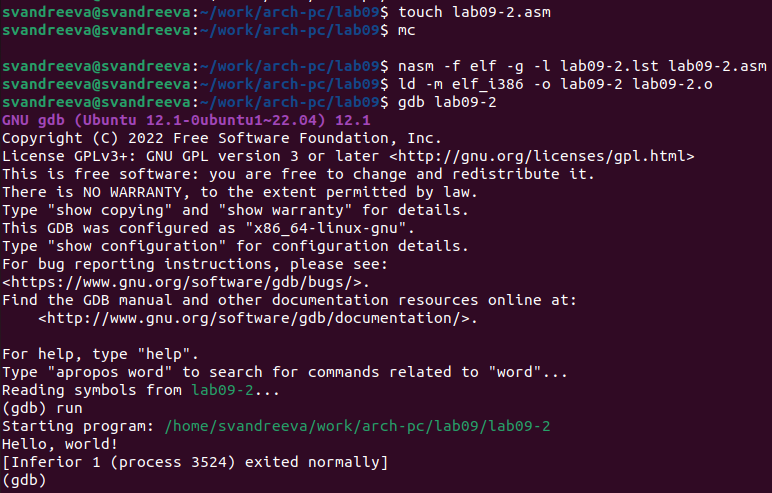 svandreeva@svandreeva:~/work/arch-pc/lab09$ touch lab09-2.asm
svandreeva@svandreeva:~/work/arch-pc/lab09$ mc
svandreeva@svandreeva:~/work/arch-pc/lab09$ nasm -f elf -g -l lab09-2.lst lab09-2.asm
svandreeva@svandreeva:~/work/arch-pc/lab09$ ld -m elf_i386 -o lab09-2 lab09-2.o
svandreeva@svandreeva:~/work/arch-pc/lab09$ gdb lab09-2
GNU gdb (Ubuntu 12.1-0ubuntu1~22.04) 12.1
Copyright (C) 2022 Free Software Foundation, Inc.
License GPLv3+: GNU GPL version 3 or later <http://gnu.org/licenses/gpl.html>
This is free software: you are free to change and redistribute it.
There is NO WARRANTY, to the extent permitted by law.
Type "show copying" and "show warranty" for details.
This GDB was configured as "x86_64-linux-gnu".
Type "show configuration" for configuration details.
For bug reporting instructions, please see:
<https://www.gnu.org/software/gdb/bugs/>.
Find the GDB manual and other documentation resources online at:
    <http://www.gnu.org/software/gdb/documentation/>.
For help, type "help".
Type "apropos word" to search for commands related to "word"...
Reading symbols from lab09-2...
(gdb) run
Starting program: /home/svandreeva/work/arch-pc/lab09/lab09-2
Hello, world!
[Inferior 1 (process 3524) exited normally]
(gdb)